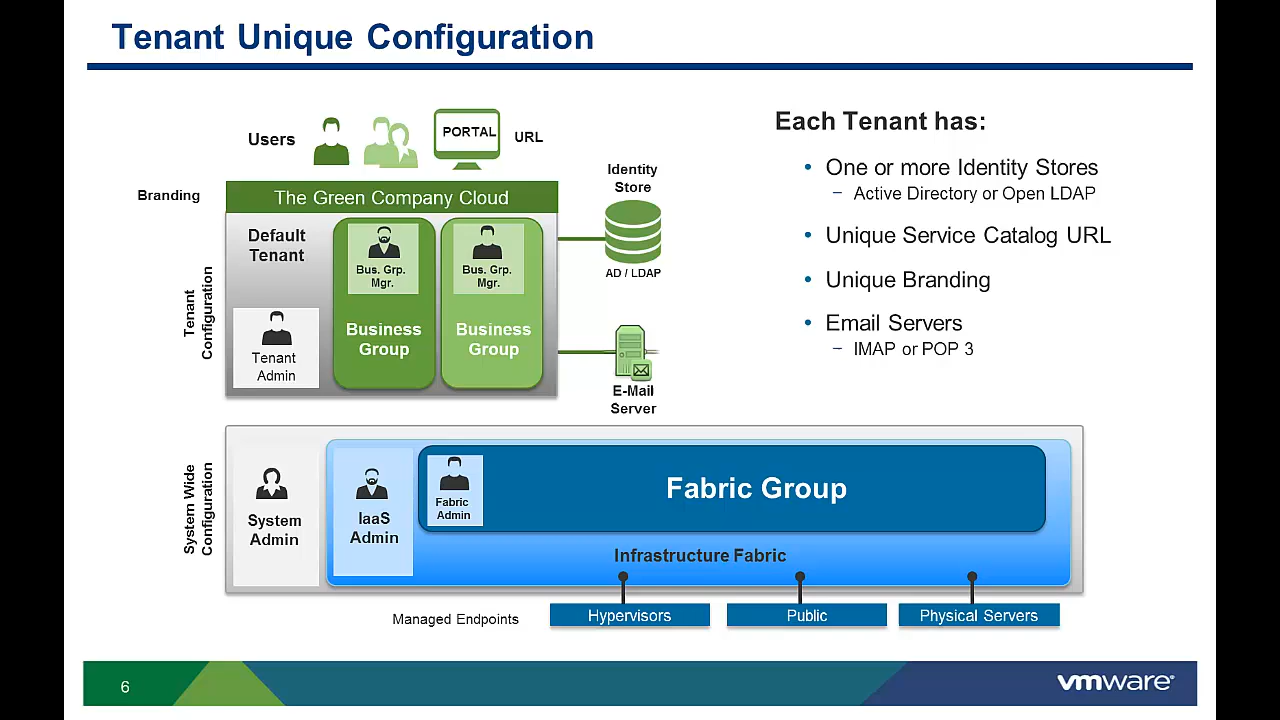 Tenant Unique Configuration
Users
PORTAL
URL
Branding
The Green Company Cloud
Default
Tenant
Tenant
Configuration
Tenant
Admin
Bus. Grp.
Mgr.
Business
Group
Bus. Grp.
Mgr.
Business
Group
Identity
Store
AD / LDAP
E-Mail
Server
Each Tenant has:
• One or more Identity Stores
– Active Directory or Open LDAP
• Unique Service Catalog URL
• Unique Branding
• Email Servers
– IMAP or POP 3
System Wide
Configuration
System
Admin
IaaS
Admin
Fabric
Admin
Fabric Group
Infrastructure Fabric
Managed Endpoints
Hypervisors
Public
Physical Servers
6
vmware®